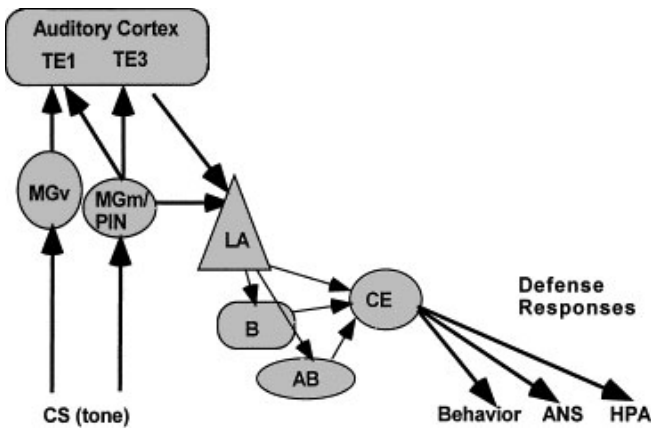 Auditory Cortex
TE1 TE3
MGv
MGm/
PIN
LA
CE
B
AB
Defense
Responses
CS (tone)
Behavior ANS HPA